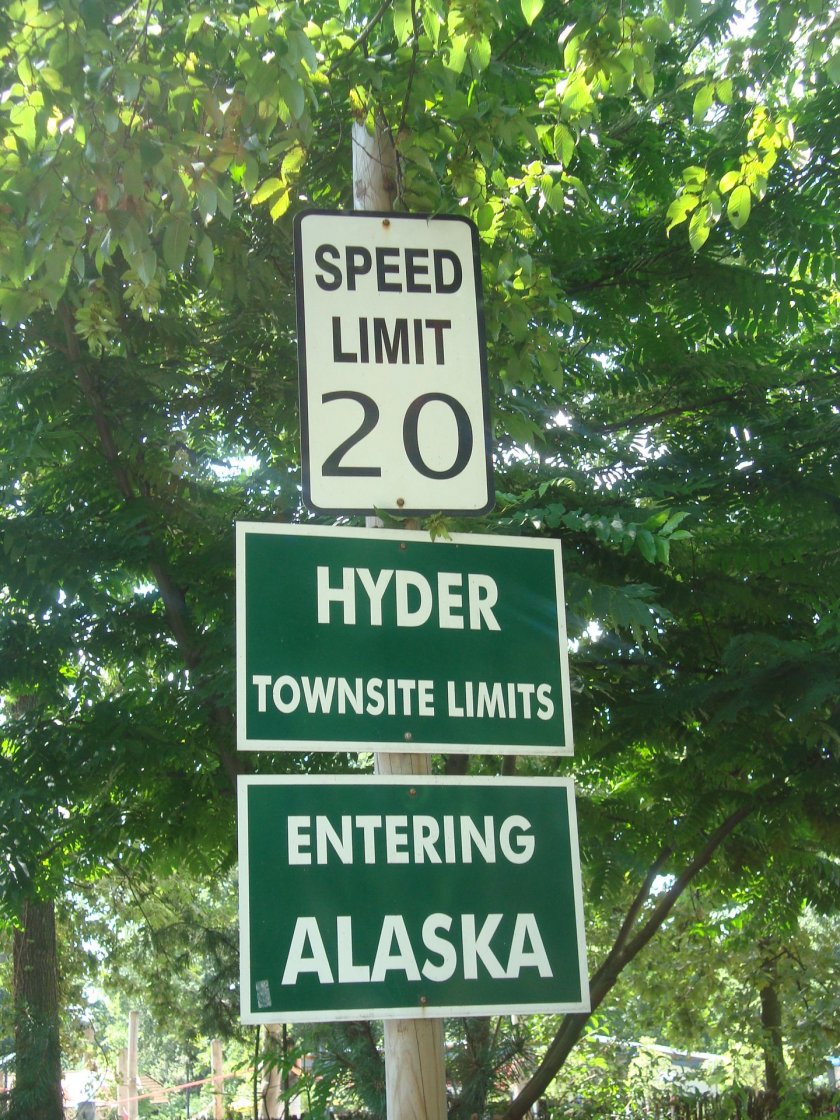 SPEED
LIMIT
20
HYDER
TOWNSITE LIMITS
ENTERING
ALASKA